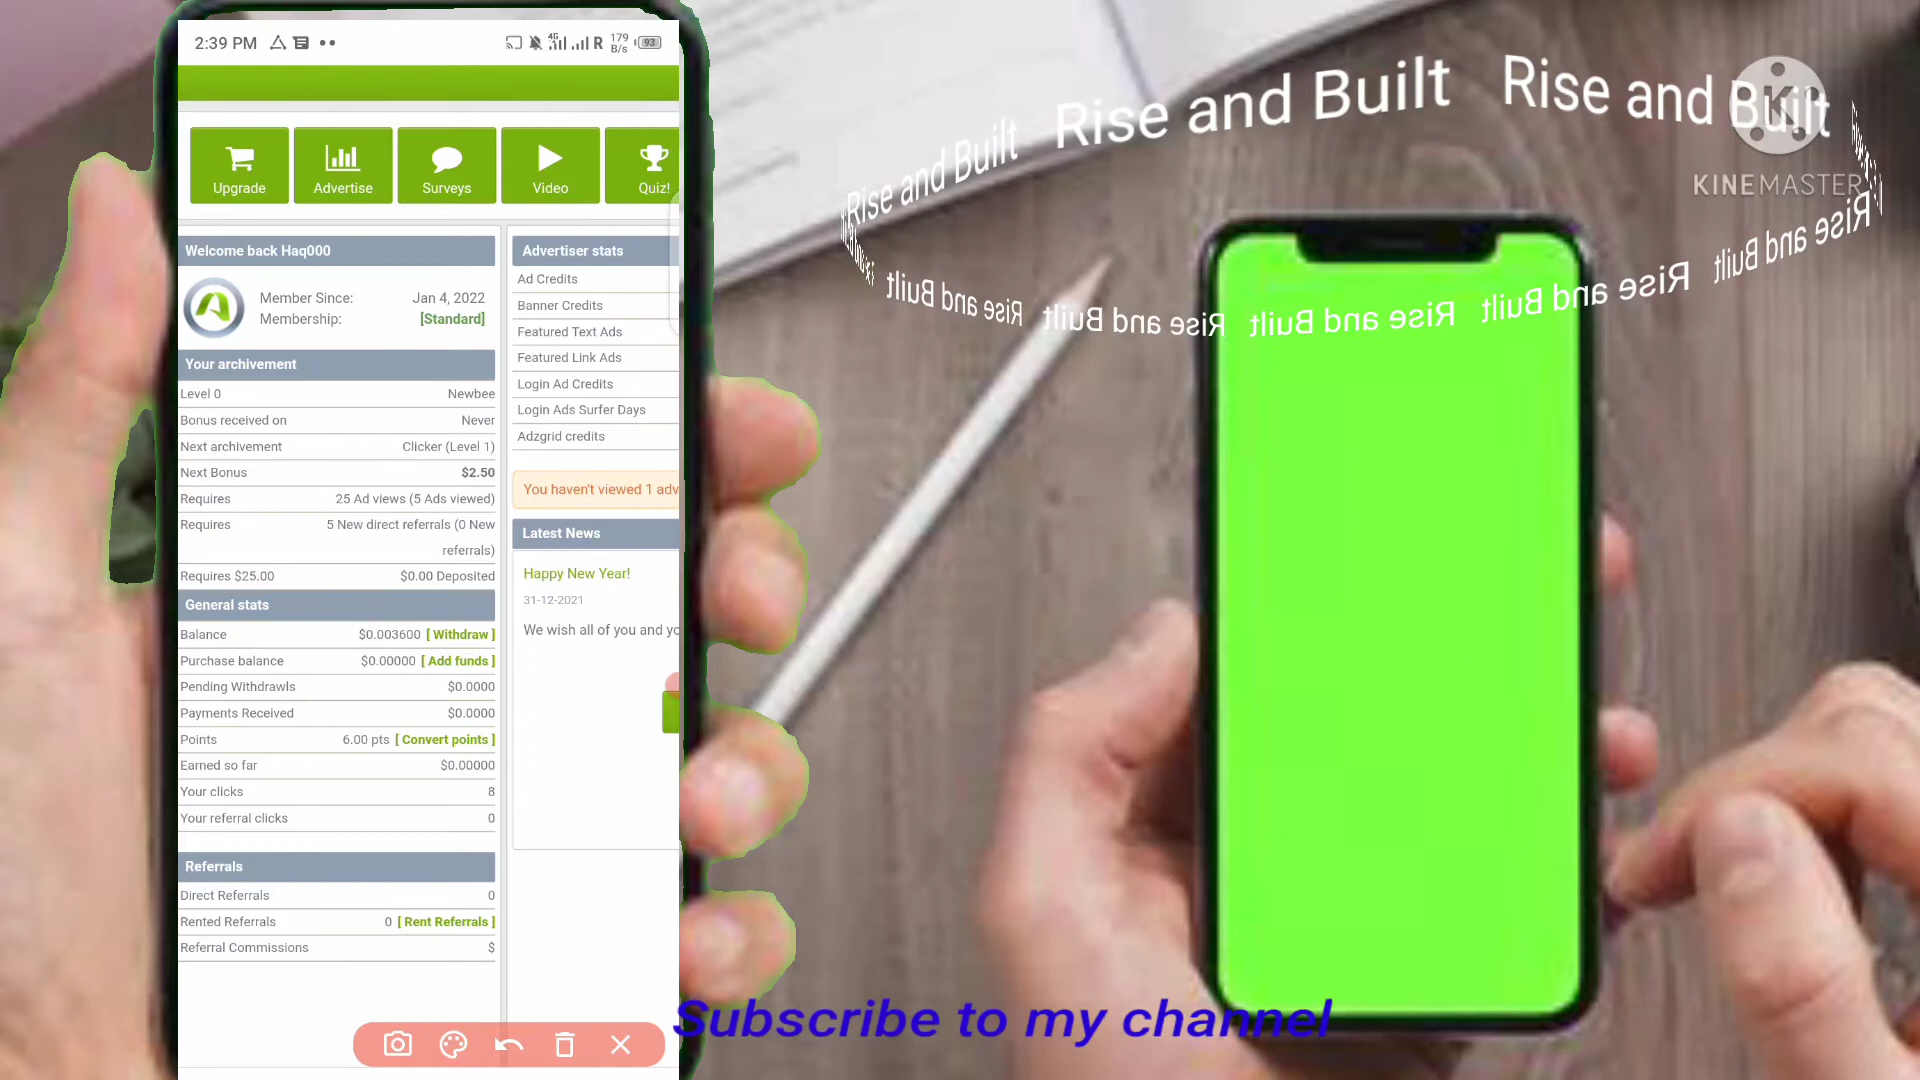 2:39 PM
4G
R
179
B/s
93
Upgrade
Advertise
Surveys
Video
Quiz!
Welcome back Haq000
Member Since: Jan 4, 2022
Membership: [Standard]
Your archivement
Level 0 Newbee
Bonus received on Never
Next archivement Clicker (Level 1)
Next Bonus $2.50
Requires 25 Ad views (5 Ads viewed)
Requires 5 New direct referrals (0 New
referrals)
Requires $25.00 $0.00 Deposited
General stats
Balance $0.003600 [ Withdraw ]
Purchase balance $0.00000 [ Add funds ]
Pending Withdrawls $0.0000
Payments Received $0.0000
Points 6.00 pts [ Convert points ]
Earned so far $0.00000
Your clicks 8
Your referral clicks 0
Referrals
Direct Referrals 0
Rented Referrals 0 [ Rent Referrals ]
Referral Commissions $
Advertiser stats
Ad Credits
Banner Credits
Featured Text Ads
Featured Link Ads
Login Ad Credits
Login Ads Surfer Days
Adzgrid credits
You haven't viewed 1 adv
Latest News
Happy New Year!
31-12-2021
We wish all of you and yo
Rise and Built Rise and Built Rise and Built
Rise and Built Rise and Built Rise and Built Rise and Built Rise and Built
K
KINEMASTER
Subscribe to my channel